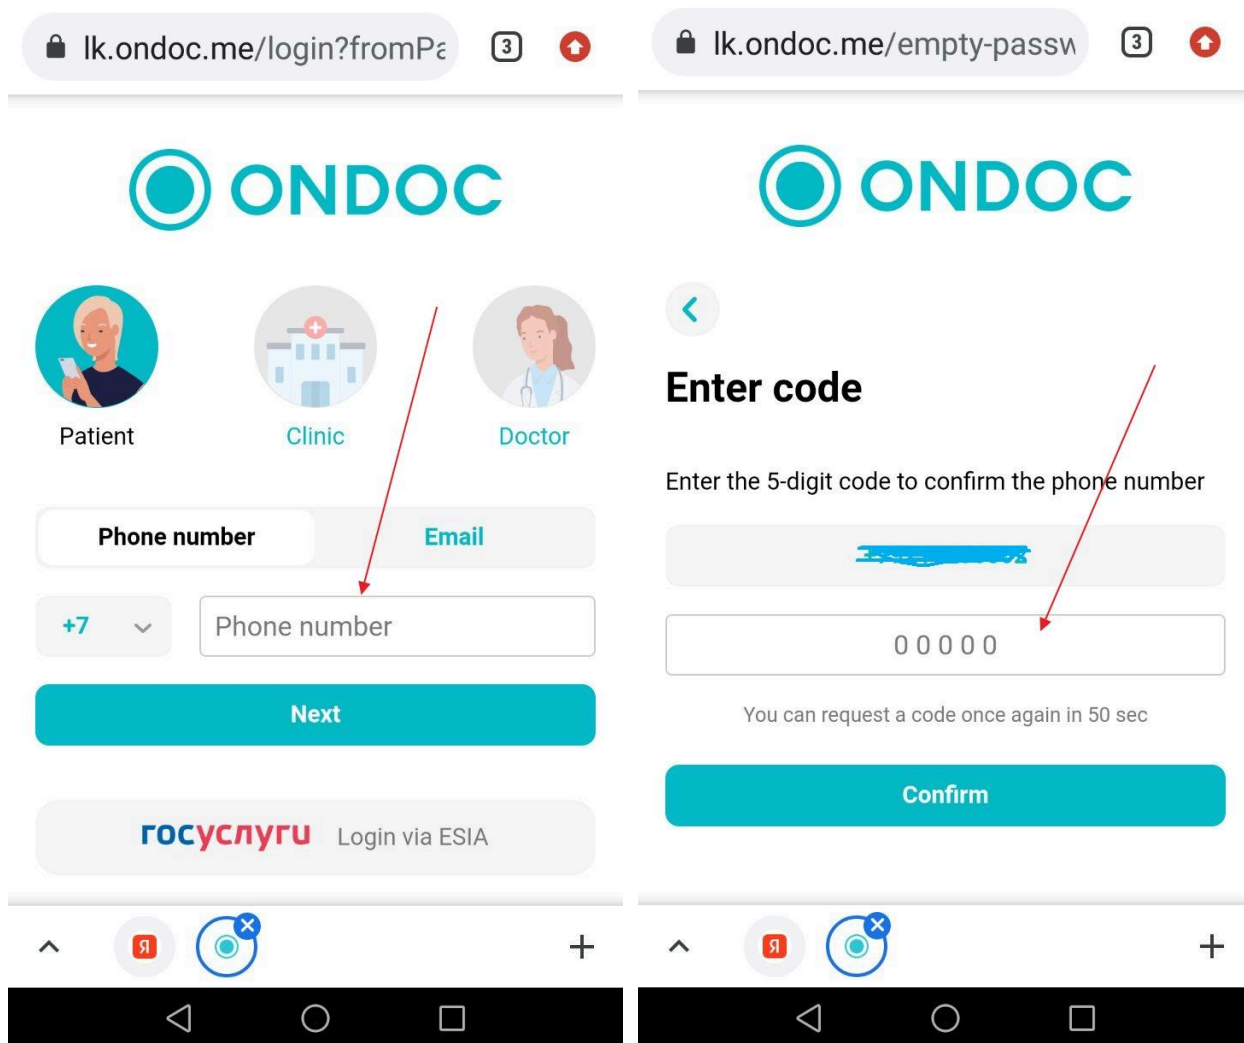 lk.ondoc.me/login?fromPa
3
ONDOC
Patient
Clinic
Doctor
Phone number
Email
+7
Phone number
Next
госуслуги Login via ESIA
Я
lk.ondoc.me/empty-passw
3
ONDOC
Enter code
Enter the 5-digit code to confirm the phone number
00000
You can request a code once again in 50 sec
Confirm
Я